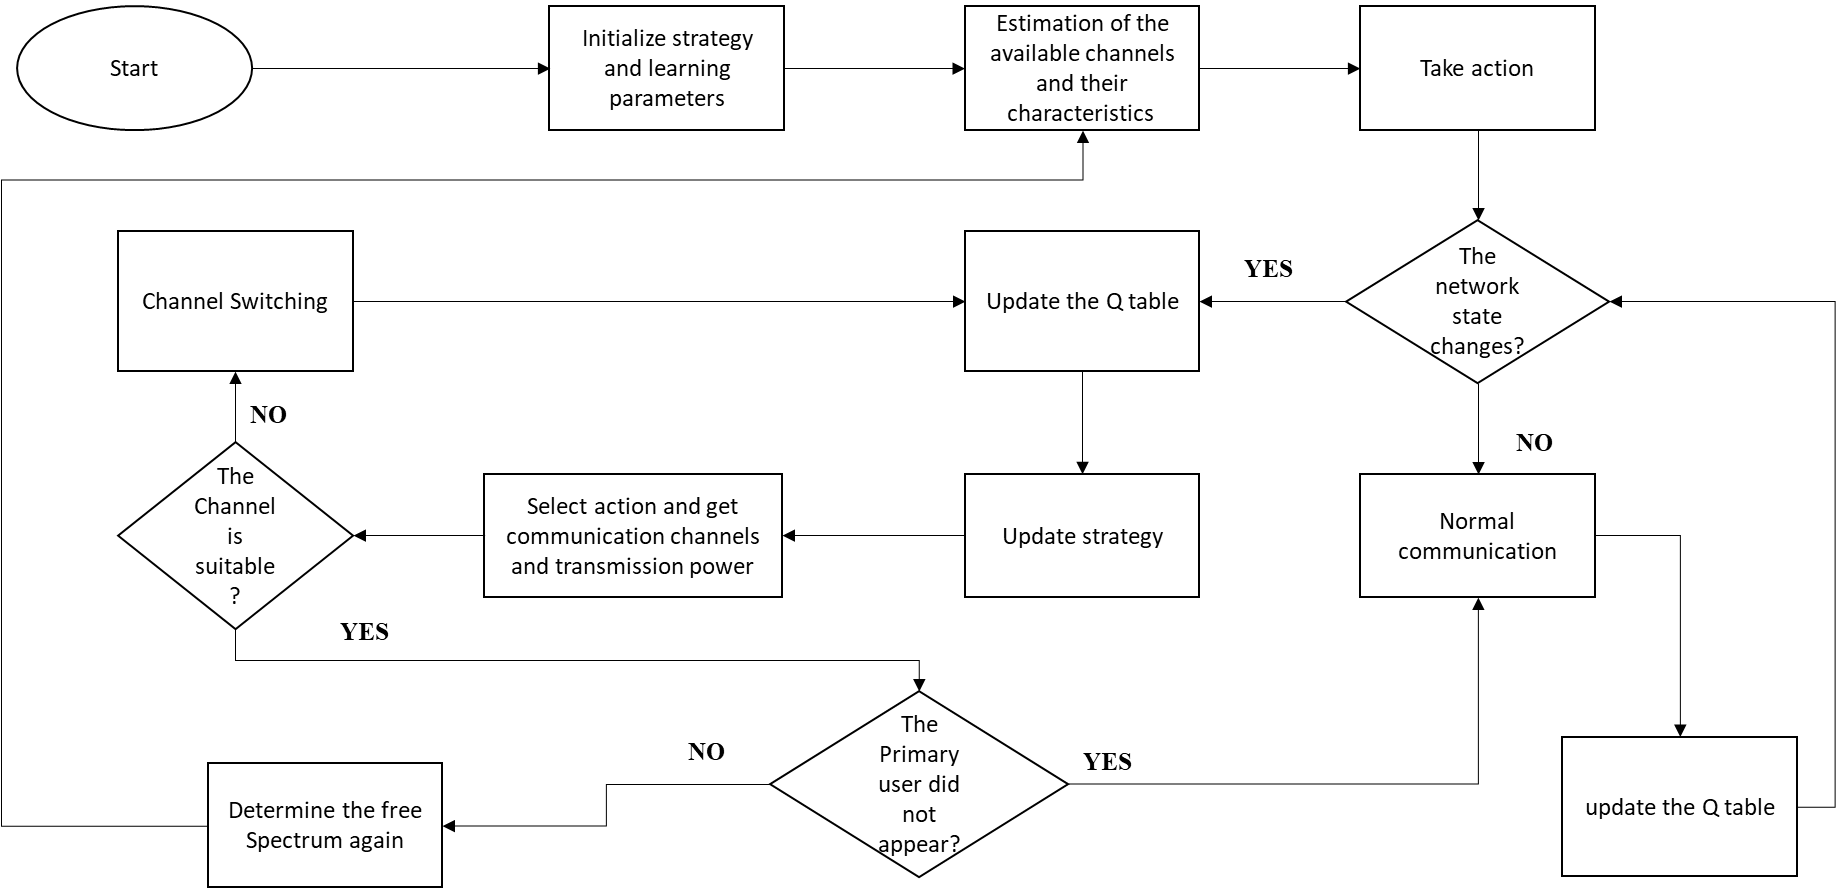 Start
Initialize strategy
and learning
parameters
Estimation of the
available channels
and their
characteristics
Take action
Channel Switching
Update the Q table
YES
The
network
state
changes?
NO
NO
The
Channel
is
suitable
?
Select action and get
communication channels
and transmission power
Update strategy
Normal
communication
YES
The
Primary
user did
not
appear?
NO
YES
Determine the free
Spectrum again
update the Q table